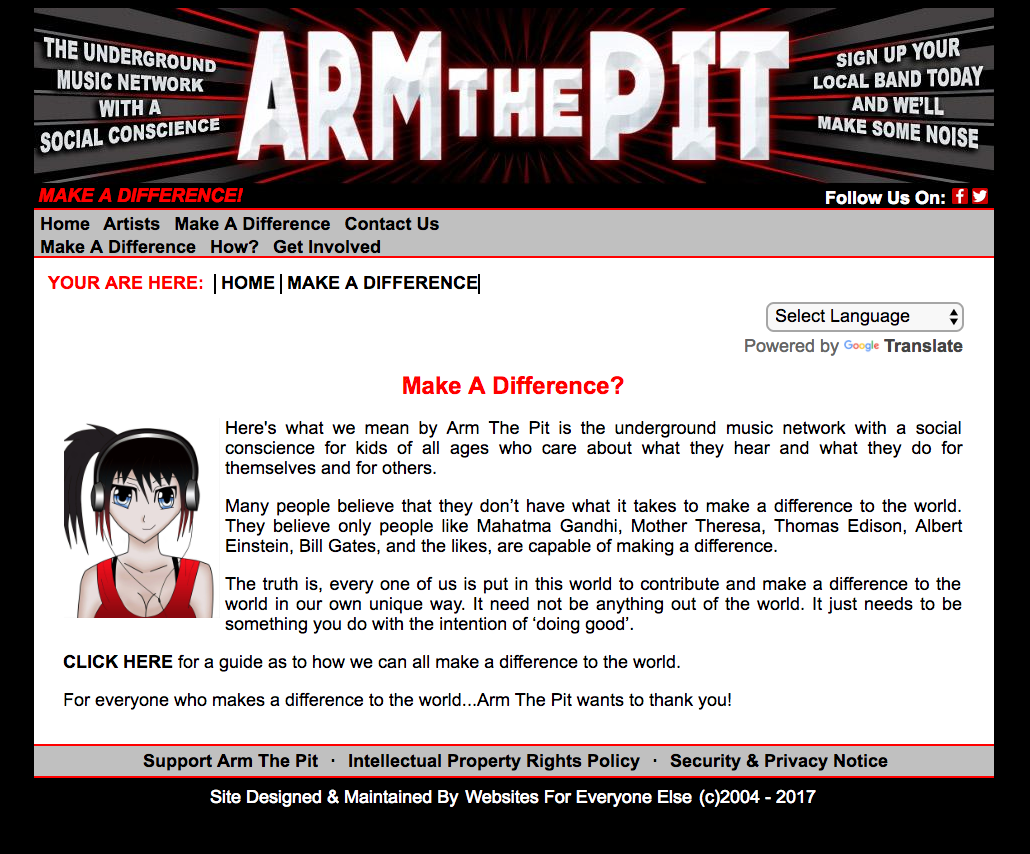 THE UNDERGROUND
MUSIC NETWORK
WITH A
SOCIAL CONSCIENCE
ARM THE PIT
SIGN UP YOUR
LOCAL BAND TODAY
AND WE'LL
MAKE SOME NOISE
MAKE A DIFFERENCE!
Follow Us On:
Home Artists Make A Difference Contact Us
Make A Difference How? Get Involved
YOUR ARE HERE: | HOME | MAKE A DIFFERENCE|
Select Language
Powered by Google Translate
Make A Difference?
Here's what we mean by Arm The Pit is the underground music network with a social
conscience for kids of all ages who care about what they hear and what they do for
themselves and for others.
Many people believe that they don’t have what it takes to make a difference to the world.
They believe only people like Mahatma Gandhi, Mother Theresa, Thomas Edison, Albert
Einstein, Bill Gates, and the likes, are capable of making a difference.
The truth is, every one of us is put in this world to contribute and make a difference to the
world in our own unique way. It need not be anything out of the world. It just needs to be
something you do with the intention of ‘doing good’.
CLICK HERE for a guide as to how we can all make a difference to the world.
For everyone who makes a difference to the world...Arm The Pit wants to thank you!
Support Arm The Pit · Intellectual Property Rights Policy · Security & Privacy Notice
Site Designed & Maintained By Websites For Everyone Else (c)2004 - 2017